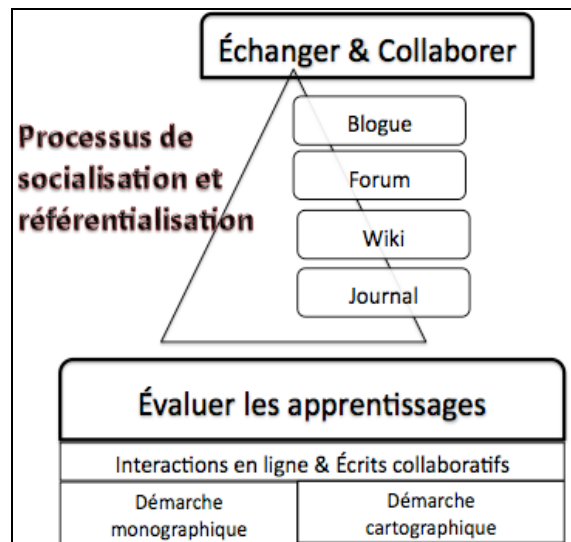 Échanger & Collaborer
Processus de
socialisation et
référentialisation
Blogue
Forum
Wiki
Journal
Évaluer les apprentissages
Interactions en ligne & Écrits collaboratifs
Démarche
monographique
Démarche
cartographique